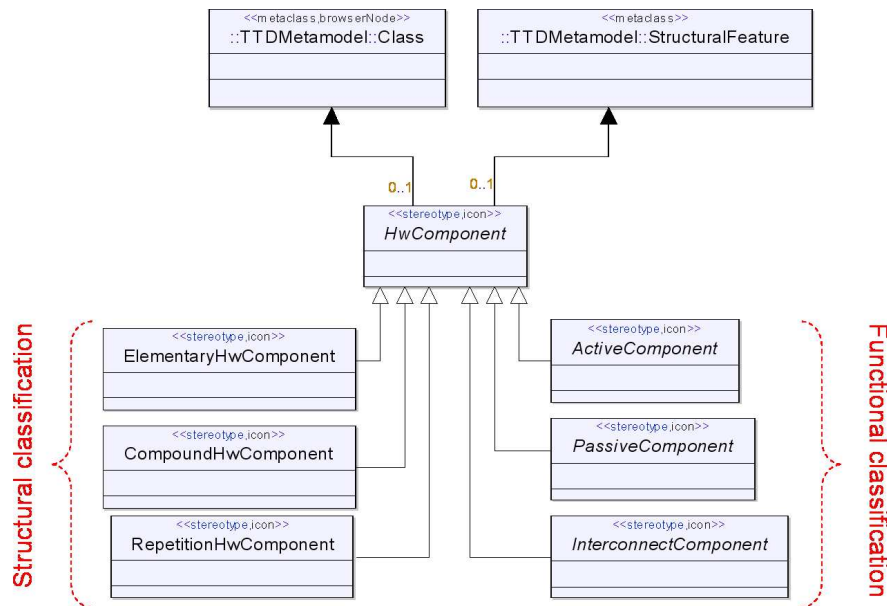 <<metaclass,browserNode>>
::TTDMetamodel::Class
<<metaclass>>
::TTDMetamodel::StructuralFeature
0..1
0..1
<<stereotype,icon>>
HwComponent
Structural classification
<<stereotype,icon>>
ElementaryHwComponent
<<stereotype,icon>>
CompoundHwComponent
<<stereotype,icon>>
RepetitionHwComponent
<<stereotype,icon>>
ActiveComponent
<<stereotype,icon>>
PassiveComponent
<<stereotype,icon>>
InterconnectComponent
Functional classification